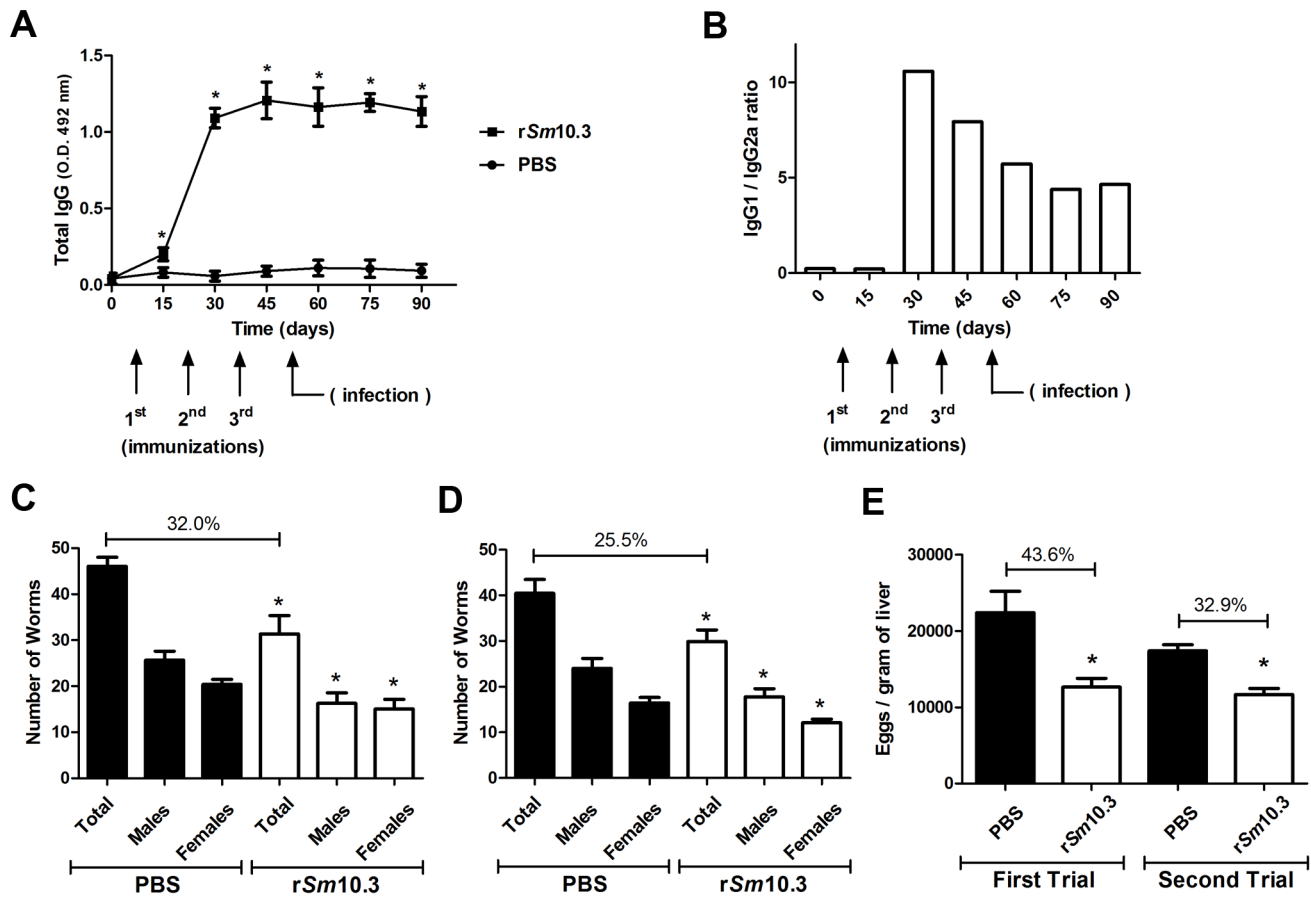 A
Total IgG (O.D. 492 nm)
1.5
1.0
0.5
0.0
* * * * * *
0 15 30 45 60 75 90
Time (days)
rSm10.3
PBS
1st 2nd 3rd
(immunizations)
( infection )
B
IgG1 / IgG2a ratio
10
5
0
0 15 30 45 60 75 90
Time (days)
1st 2nd 3rd
(immunizations)
( infection )
C
32.0%
Number of Worms
50
40
30
20
10
0
* * *
Total Males Females Total Males Females
PBS rSm10.3
D
25.5%
Number of Worms
50
40
30
20
10
0
* * *
Total Males Females Total Males Females
PBS rSm10.3
E
43.6%
32.9%
Eggs / gram of liver
30000
20000
10000
0
* *
PBS rSm10.3 PBS rSm10.3
First Trial Second Trial